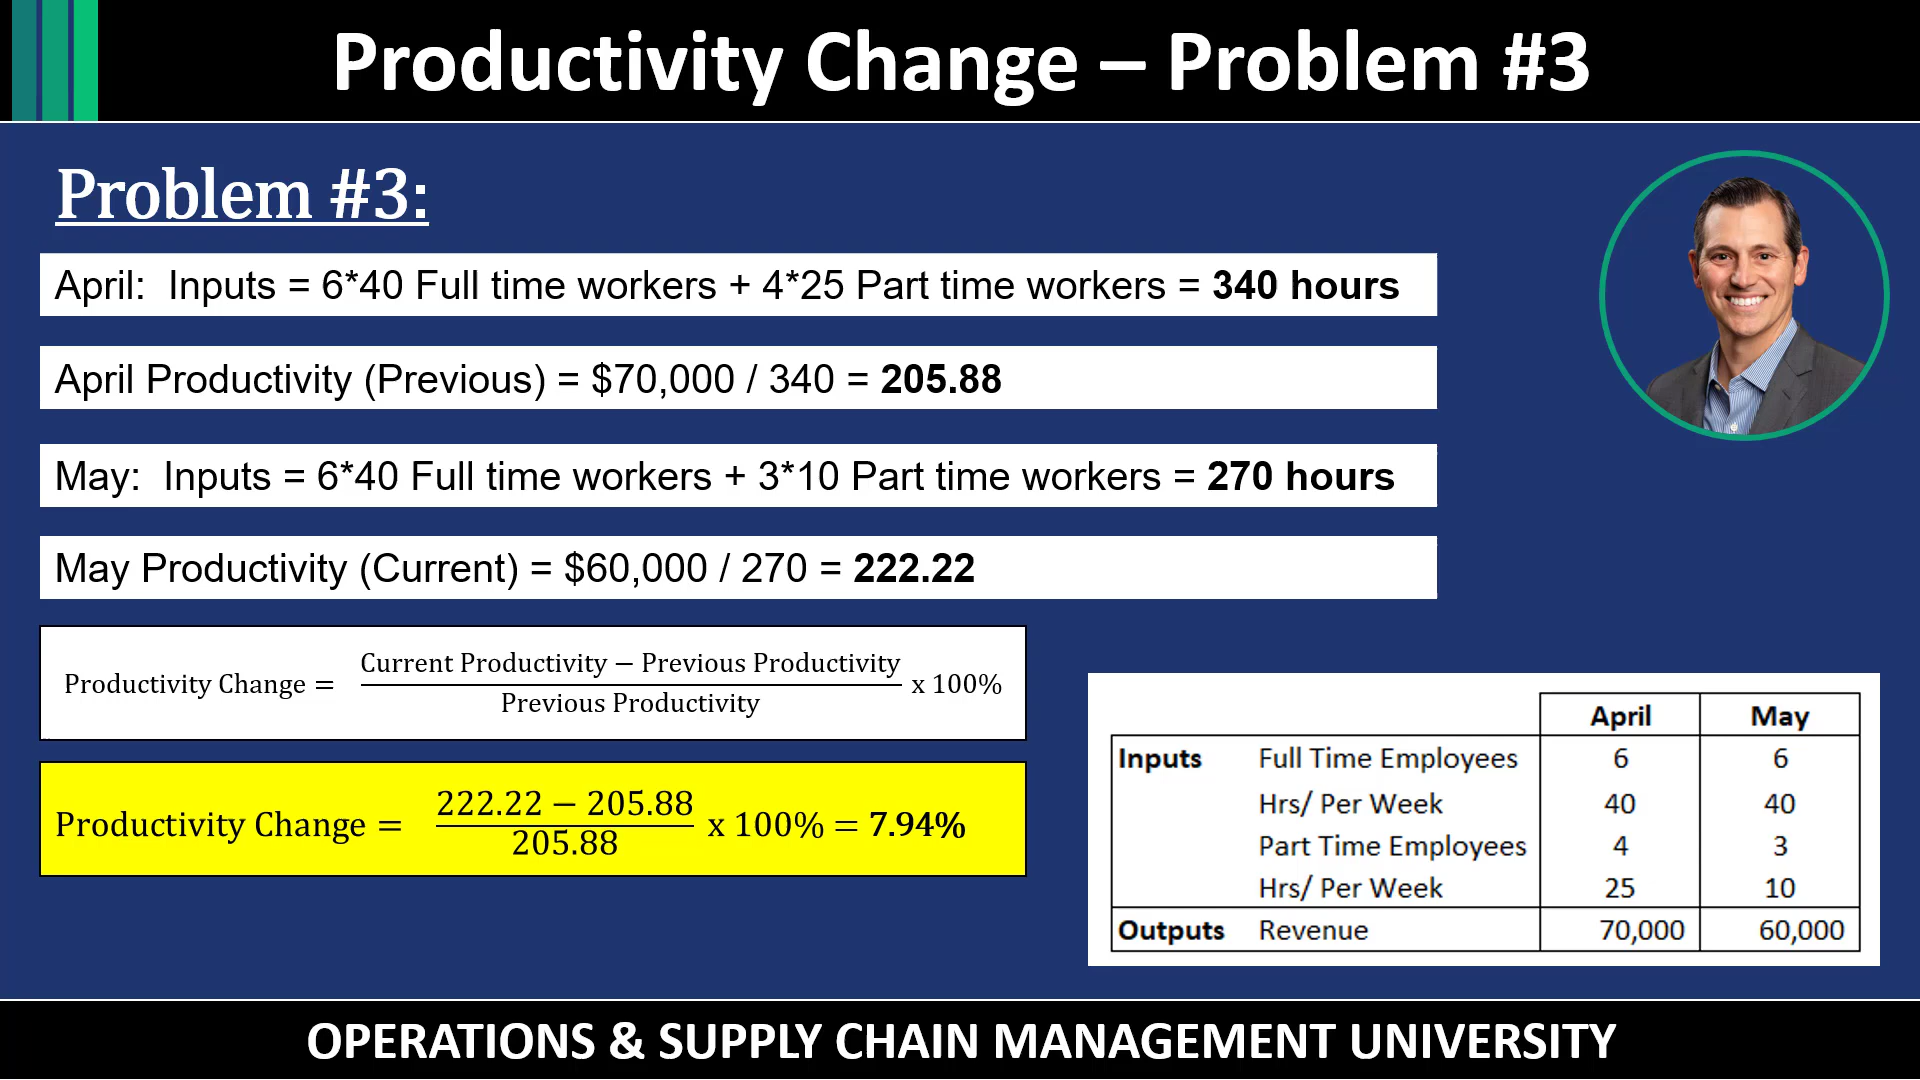 Productivity Change – Problem #3
Problem #3:
April: Inputs = 6*40 Full time workers + 4*25 Part time workers = 340 hours
April Productivity (Previous) = $70,000 / 340 = 205.88
May: Inputs = 6*40 Full time workers + 3*10 Part time workers = 270 hours
May Productivity (Current) = $60,000 / 270 = 222.22
Productivity Change = Current Productivity − Previous Productivity / Previous Productivity x 100%
Productivity Change = 222.22 − 205.88 / 205.88 x 100% = 7.94%
April May
Inputs Full Time Employees 6 6
Hrs/ Per Week 40 40
Part Time Employees 4 3
Hrs/ Per Week 25 10
Outputs Revenue 70,000 60,000
OPERATIONS & SUPPLY CHAIN MANAGEMENT UNIVERSITY